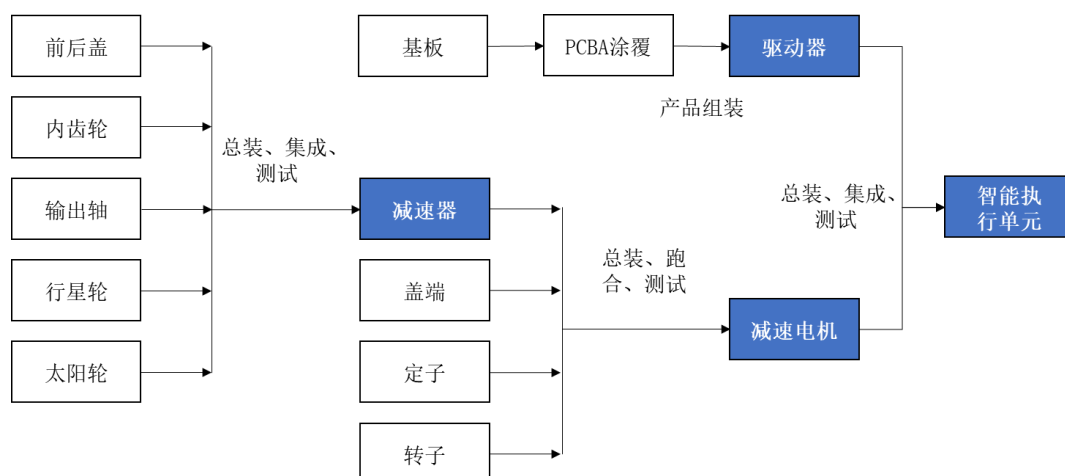 前后盖
基板
PCBA涂覆
驱动器
产品组装
内齿轮
总装、集成、
测试
输出轴
减速器
总装、集成、
测试
智能执
行单元
行星轮
盖端
总装、跑
合、测试
减速电机
太阳轮
定子
转子